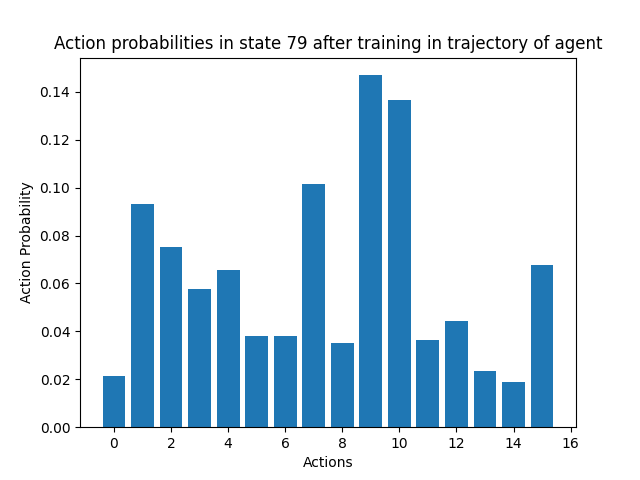 Action probabilities in state 79 after training in trajectory of agent
0.14
0.12
0.10
0.08
0.06
0.04
0.02
0.00
Action Probability
0 2 4 6 8 10 12 14 16
Actions